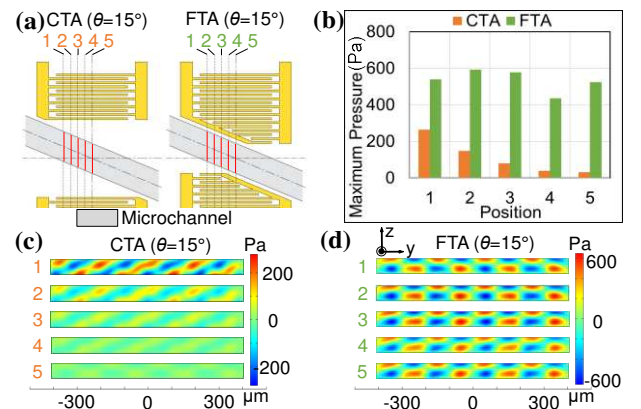 (a) CTA (θ=15°) FTA (θ=15°)
1 2 3 4 5 1 2 3 4 5
Microchannel
(b)
CTA FTA
Maximum Pressure(Pa)
800
600
400
200
0
1 2 3 4 5
Position
(c) CTA (θ=15°) Pa
1
2
3
4
5
200
0
-200
-300 0 300 μm
(d) z y FTA (θ=15°) Pa
1
2
3
4
5
600
0
-600
-300 0 300 μm